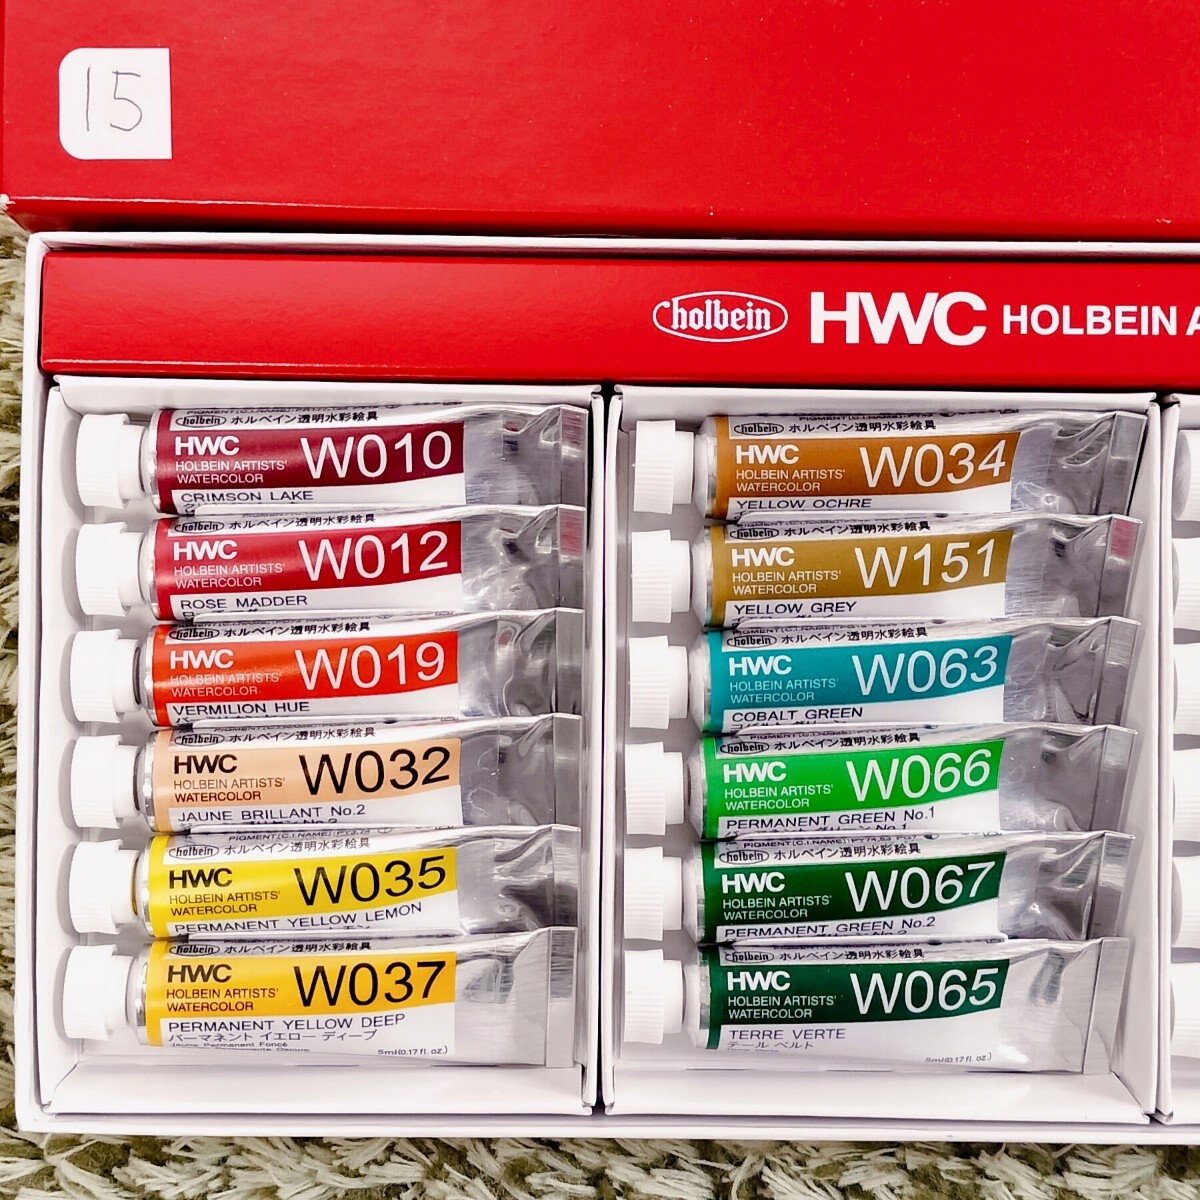 15
holbein HWC HOLBEIN A
holbein ホルベイン透明水彩絵具
HWC W010
HOLBEIN ARTISTS'
WATERCOLOR
CRIMSON LAKE
holbein ホルベイン透明水彩絵具
HWC W012
HOLBEIN ARTISTS'
WATERCOLOR
ROSE MADDER
holbein ホルベイン透明水彩絵具
HWC W019
HOLBEIN ARTISTS'
WATERCOLOR
VERMILION HUE
holbein ホルベイン透明水彩絵具
HWC W032
HOLBEIN ARTISTS'
WATERCOLOR
JAUNE BRILLANT No.2
PIGMENT(C.I.NAME):
holbein ホルベイン透明水彩絵具
HWC W035
HOLBEIN ARTISTS'
WATERCOLOR
PERMANENT YELLOW LEMON
holbein ホルベイン透明水彩絵具
HWC W037
HOLBEIN ARTISTS'
WATERCOLOR
PERMANENT YELLOW DEEP
パーマネント イエロー ディープ
Jaune Permanent Foncé
5ml(0.17 fl. oz.)
holbein ホルベイン透明水彩絵具
HWC W034
HOLBEIN ARTISTS'
WATERCOLOR
YELLOW OCHRE
holbein ホルベイン透明水彩絵具
HWC W151
HOLBEIN ARTISTS'
WATERCOLOR
YELLOW GREY
holbein ホルベイン透明水彩絵具
HWC W063
HOLBEIN ARTISTS'
WATERCOLOR
COBALT GREEN
holbein ホルベイン透明水彩絵具
HWC W066
HOLBEIN ARTISTS'
WATERCOLOR
PERMANENT GREEN No.1
holbein ホルベイン透明水彩絵具
HWC W067
HOLBEIN ARTISTS'
WATERCOLOR
PERMANENT GREEN No.2
holbein ホルベイン透明水彩絵具
HWC W065
HOLBEIN ARTISTS'
WATERCOLOR
TERRE VERTE
テール ベルト
5ml(0.17 fl. oz.)